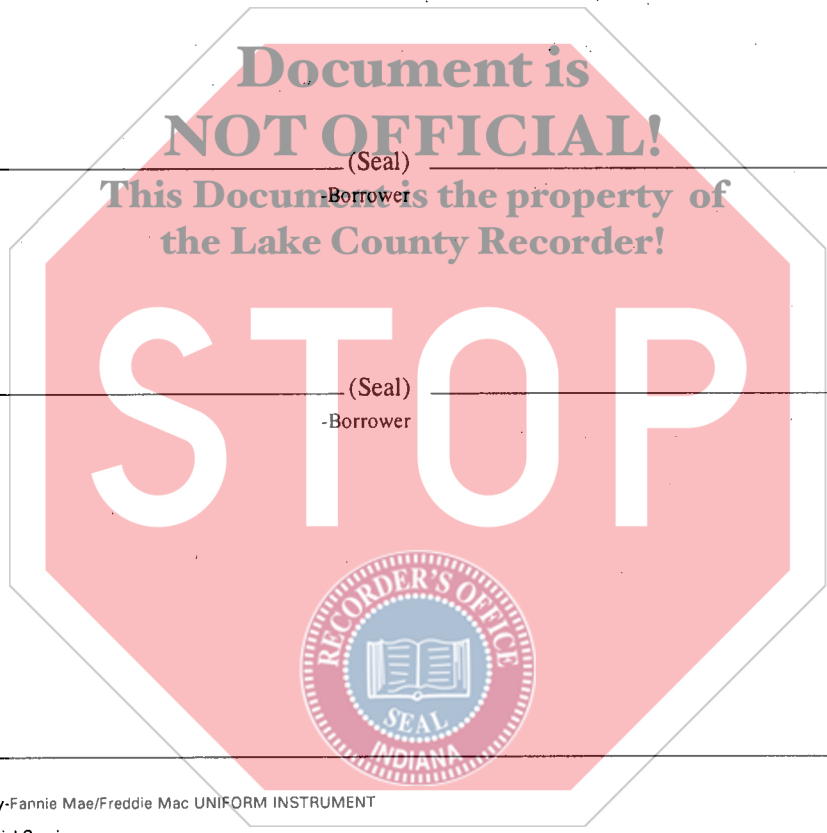 Document is
NOT OFFICIAL!
(Seal)
-Borrower
This Document is the property of
the Lake County Recorder!
STOP
(Seal)
-Borrower
RECORDER'S OFFICE
SEAL
INDIANA
-Fannie Mae/Freddie Mac UNIFORM INSTRUMENT